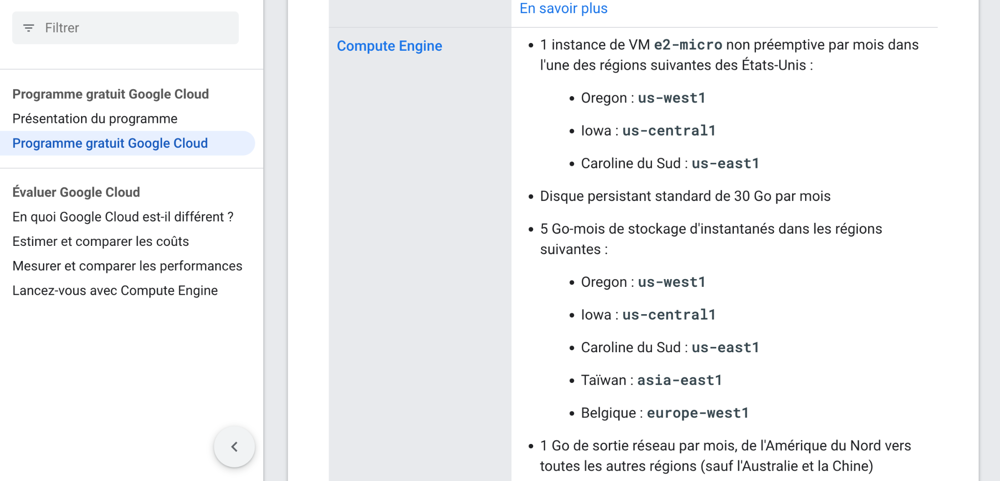 Filtrer
Programme gratuit Google Cloud
Présentation du programme
Programme gratuit Google Cloud
Évaluer Google Cloud
En quoi Google Cloud est-il différent ?
Estimer et comparer les coûts
Mesurer et comparer les performances
Lancez-vous avec Compute Engine
En savoir plus
Compute Engine
• 1 instance de VM e2-micro non préemptive par mois dans
l'une des régions suivantes des États-Unis :
• Oregon : us-west1
• Iowa : us-central1
• Caroline du Sud : us-east1
• Disque persistant standard de 30 Go par mois
• 5 Go-mois de stockage d'instantanés dans les régions
suivantes :
• Oregon : us-west1
• Iowa : us-central1
• Caroline du Sud : us-east1
• Taïwan : asia-east1
• Belgique : europe-west1
• 1 Go de sortie réseau par mois, de l'Amérique du Nord vers
toutes les autres régions (sauf l'Australie et la Chine)